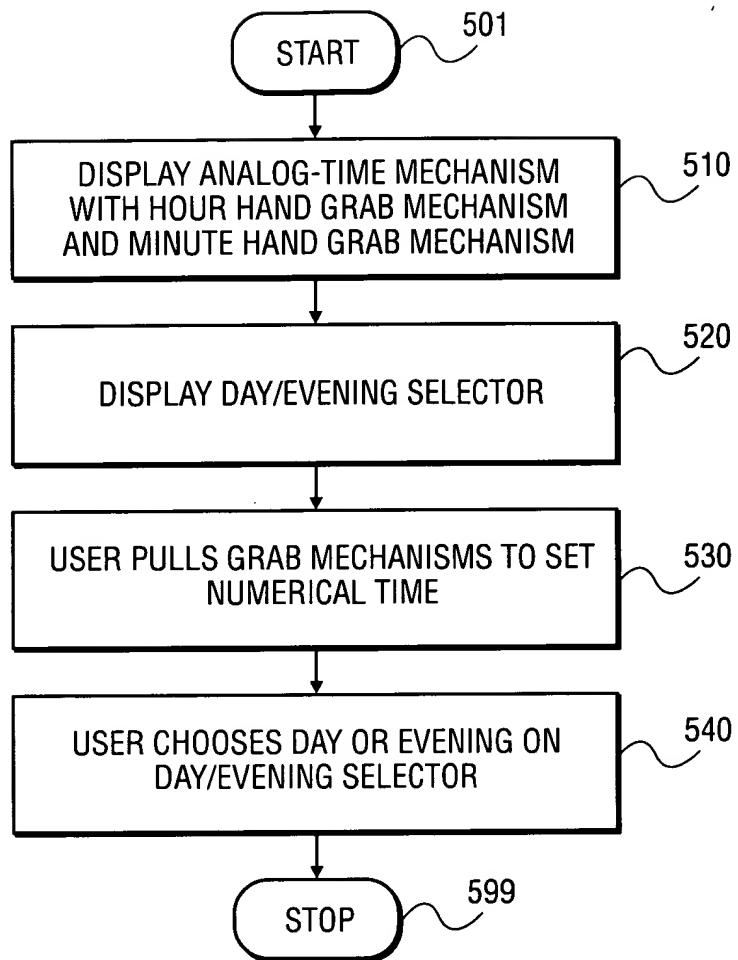 START
501
DISPLAY ANALOG-TIME MECHANISM
WITH HOUR HAND GRAB MECHANISM
AND MINUTE HAND GRAB MECHANISM
510
DISPLAY DAY/EVENING SELECTOR
520
USER PULLS GRAB MECHANISMS TO SET
NUMERICAL TIME
530
USER CHOOSES DAY OR EVENING ON
DAY/EVENING SELECTOR
540
STOP
599